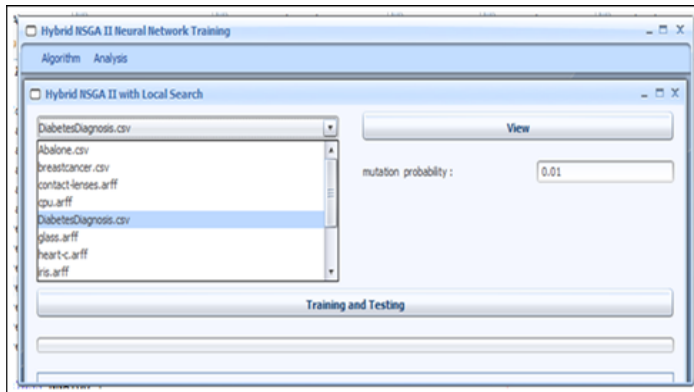 Hybrid NSGA II Neural Network Training
Algorithm Analysis
Hybrid NSGA II with Local Search
DiabetesDiagnosis.csv
View
Abalone.csv
breastcancer.csv
mutation probability : 0.01
contact-lenses.arff
cpu.arff
DiabetesDiagnosis.csv
glass.arff
heart-c.arff
iris.arff
Training and Testing